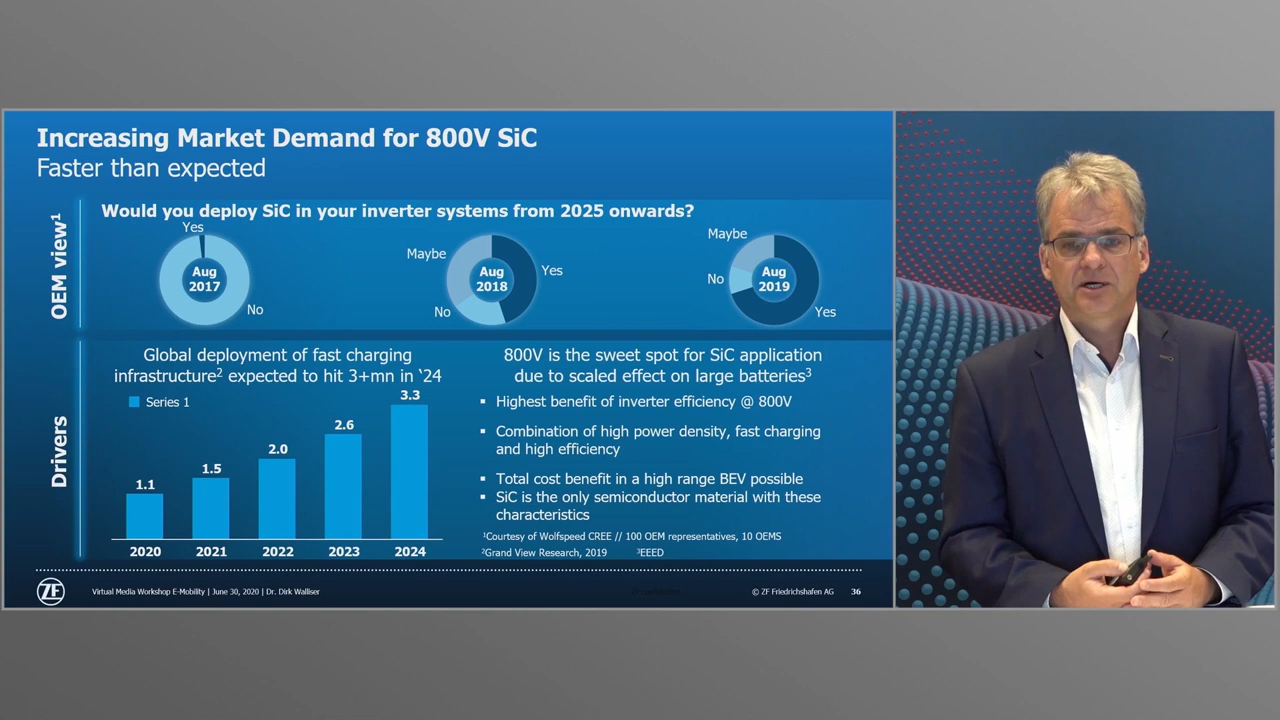 Increasing Market Demand for 800V SiC
Faster than expected
OEM view¹
Would you deploy SiC in your inverter systems from 2025 onwards?
Yes
Aug
2017
No
Maybe
Aug
2018
Yes
No
Maybe
Aug
2019
No
Yes
Drivers
Global deployment of fast charging
infrastructure² expected to hit 3+mn in ‘24
Series 1
1.1
1.5
2.0
2.6
3.3
2020
2021
2022
2023
2024
800V is the sweet spot for SiC application
due to scaled effect on large batteries³
▪ Highest benefit of inverter efficiency @ 800V
▪ Combination of high power density, fast charging
and high efficiency
▪ Total cost benefit in a high range BEV possible
▪ SiC is the only semiconductor material with these
characteristics
¹Courtesy of Wolfspeed CREE // 100 OEM representatives, 10 OEMS
²Grand View Research, 2019 ³EEED
ZF
Virtual Media Workshop E-Mobility | June 30, 2020 | Dr. Dirk Walliser
© ZF Friedrichshafen AG 36